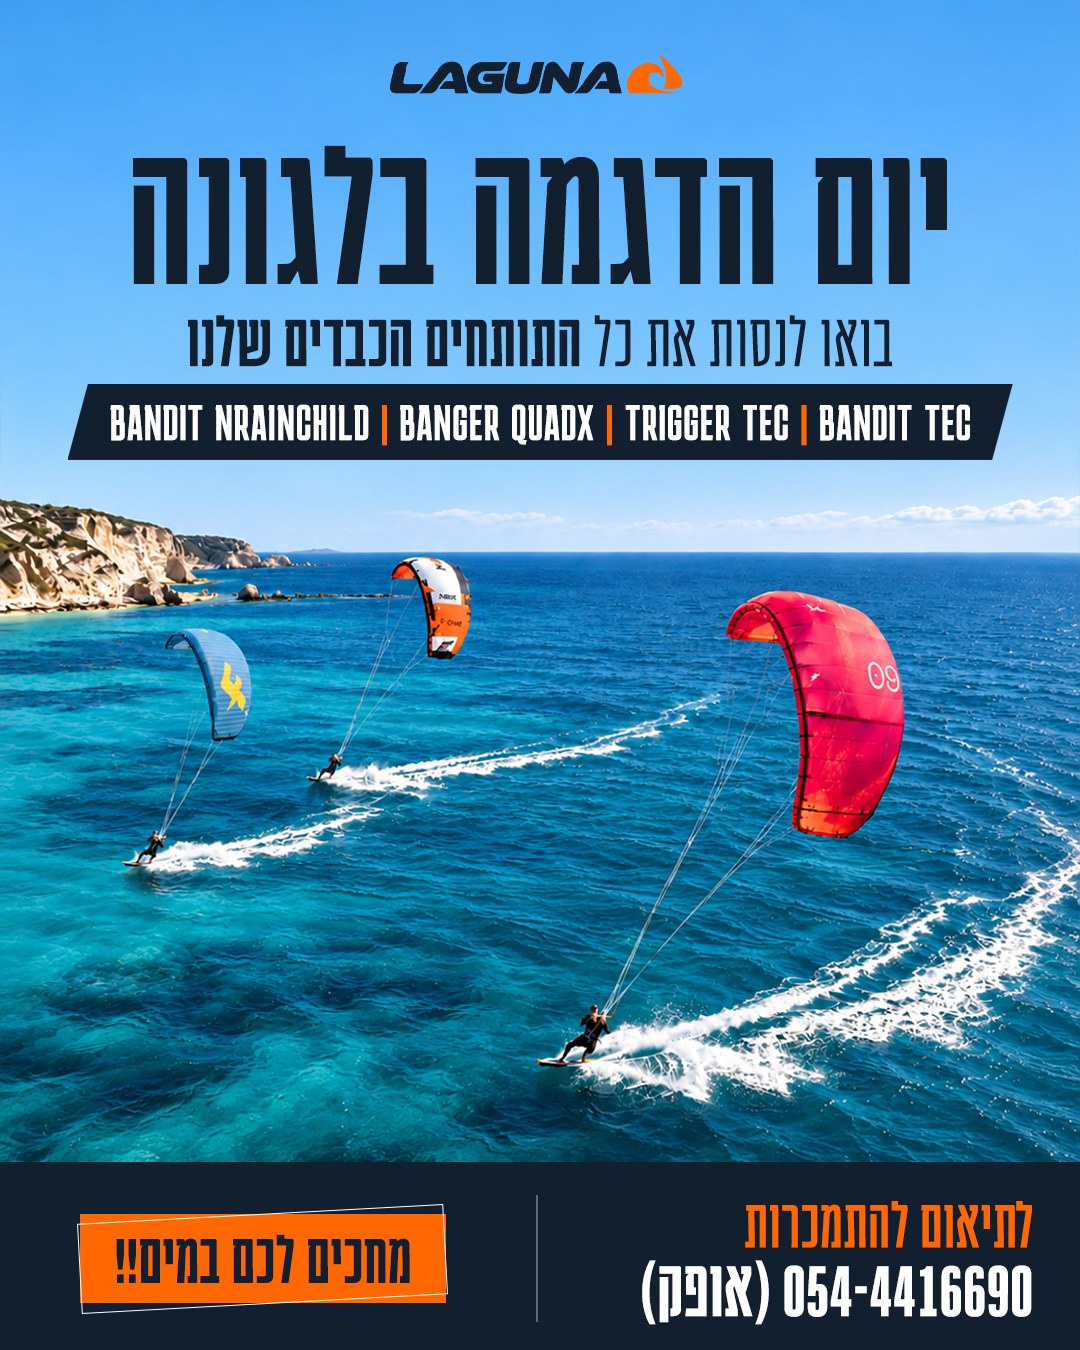 LAGUNA
יום הדגמה בלגונה
בואו לנסות את כל התותחים הכבדים שלנו
BANDIT NRAINCHILD | BANGER QUADX | TRIGGER TEC | BANDIT TEC
09
לתיאום להתמכרות
054-4416690 (אופק)
מחכים לכם במים!!